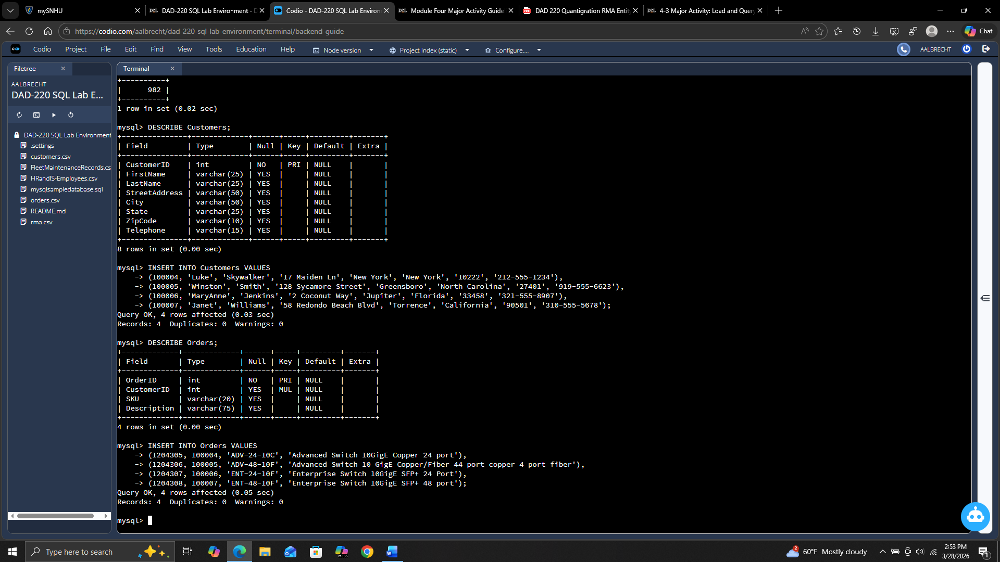 mySNHU
D2L DAD-220 SQL Lab Environment - D
Codio - DAD-220 SQL Lab Environ
D2L Module Four Major Activity Guide
PDF DAD 220 Quantigration RMA Entit
D2L 4-3 Major Activity: Load and Query
https://codio.com/aalbrecht/dad-220-sql-lab-environment/terminal/backend-guide
Chat
Codio Project File Edit Find View Tools Education Help Node version Project Index (static) Configure.... AALBRECHT
Filetree
Terminal
AALBRECHT
DAD-220 SQL Lab E...
DAD-220 SQL Lab Environment
.settings
customers.csv
FleetMaintenanceRecords.cs
HRandIS-Employees.csv
mysqlsampledatabase.sql
orders.csv
README.md
rma.csv
+----------+
|      982 |
+----------+
1 row in set (0.02 sec)
mysql> DESCRIBE Customers;
+---------------+-------------+------+-----+---------+-------+
| Field         | Type        | Null | Key | Default | Extra |
+---------------+-------------+------+-----+---------+-------+
| CustomerID    | int         | NO   | PRI | NULL    |       |
| FirstName     | varchar(25) | YES  |     | NULL    |       |
| LastName      | varchar(25) | YES  |     | NULL    |       |
| StreetAddress | varchar(50) | YES  |     | NULL    |       |
| City          | varchar(50) | YES  |     | NULL    |       |
| State         | varchar(25) | YES  |     | NULL    |       |
| ZipCode       | varchar(10) | YES  |     | NULL    |       |
| Telephone     | varchar(15) | YES  |     | NULL    |       |
+---------------+-------------+------+-----+---------+-------+
8 rows in set (0.00 sec)
mysql> INSERT INTO Customers VALUES
    -> (100004, 'Luke', 'Skywalker', '17 Maiden Ln', 'New York', 'New York', '10222', '212-555-1234'),
    -> (100005, 'Winston', 'Smith', '128 Sycamore Street', 'Greensboro', 'North Carolina', '27401', '919-555-6623'),
    -> (100006, 'MaryAnne', 'Jenkins', '2 Coconut Way', 'Jupiter', 'Florida', '33458', '321-555-8907'),
    -> (100007, 'Janet', 'Williams', '58 Redondo Beach Blvd', 'Torrence', 'California', '90501', '310-555-5678');
Query OK, 4 rows affected (0.03 sec)
Records: 4  Duplicates: 0  Warnings: 0
mysql> DESCRIBE Orders;
+-------------+-------------+------+-----+---------+-------+
| Field       | Type        | Null | Key | Default | Extra |
+-------------+-------------+------+-----+---------+-------+
| OrderID     | int         | NO   | PRI | NULL    |       |
| CustomerID  | int         | YES  | MUL | NULL    |       |
| SKU         | varchar(20) | YES  |     | NULL    |       |
| Description | varchar(75) | YES  |     | NULL    |       |
+-------------+-------------+------+-----+---------+-------+
4 rows in set (0.00 sec)
mysql> INSERT INTO Orders VALUES
    -> (1204305, 100004, 'ADV-24-10C', 'Advanced Switch 10GigE Copper 24 port'),
    -> (1204306, 100005, 'ADV-48-10F', 'Advanced Switch 10 GigE Copper/Fiber 44 port copper 4 port fiber'),
    -> (1204307, 100006, 'ENT-24-10F', 'Enterprise Switch 10GigE SFP+ 24 Port'),
    -> (1204308, 100007, 'ENT-48-10F', 'Enterprise Switch 10GigE SFP+ 48 port');
Query OK, 4 rows affected (0.05 sec)
Records: 4  Duplicates: 0  Warnings: 0
mysql>
Type here to search
M365
2
60°F Mostly cloudy
2:53 PM
3/28/2026
1